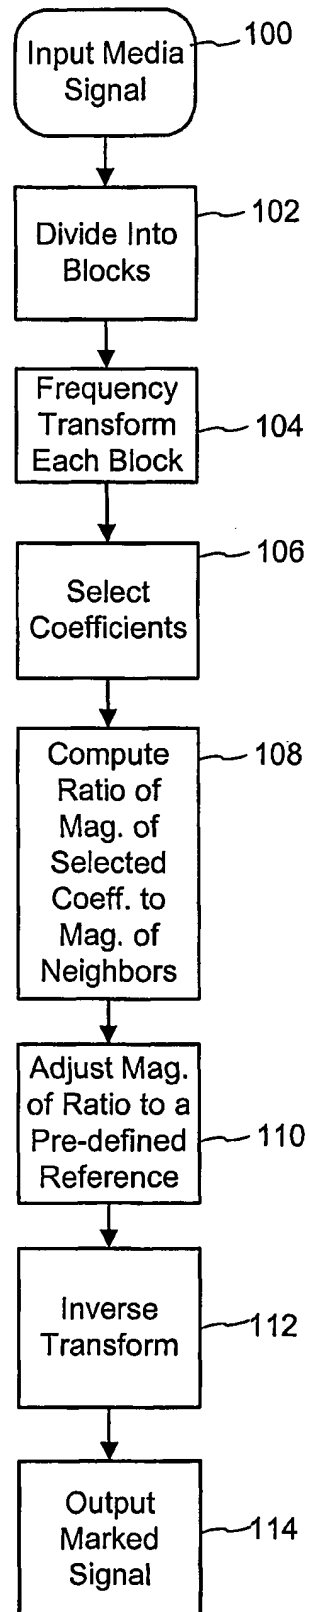 Input Media
Signal
100
Divide Into
Blocks
102
Frequency
Transform
Each Block
104
Select
Coefficients
106
Compute
Ratio of
Mag. of
Selected
Coeff. to
Mag. of
Neighbors
108
Adjust Mag.
of Ratio to a
Pre-defined
Reference
110
Inverse
Transform
112
Output
Marked
Signal
114